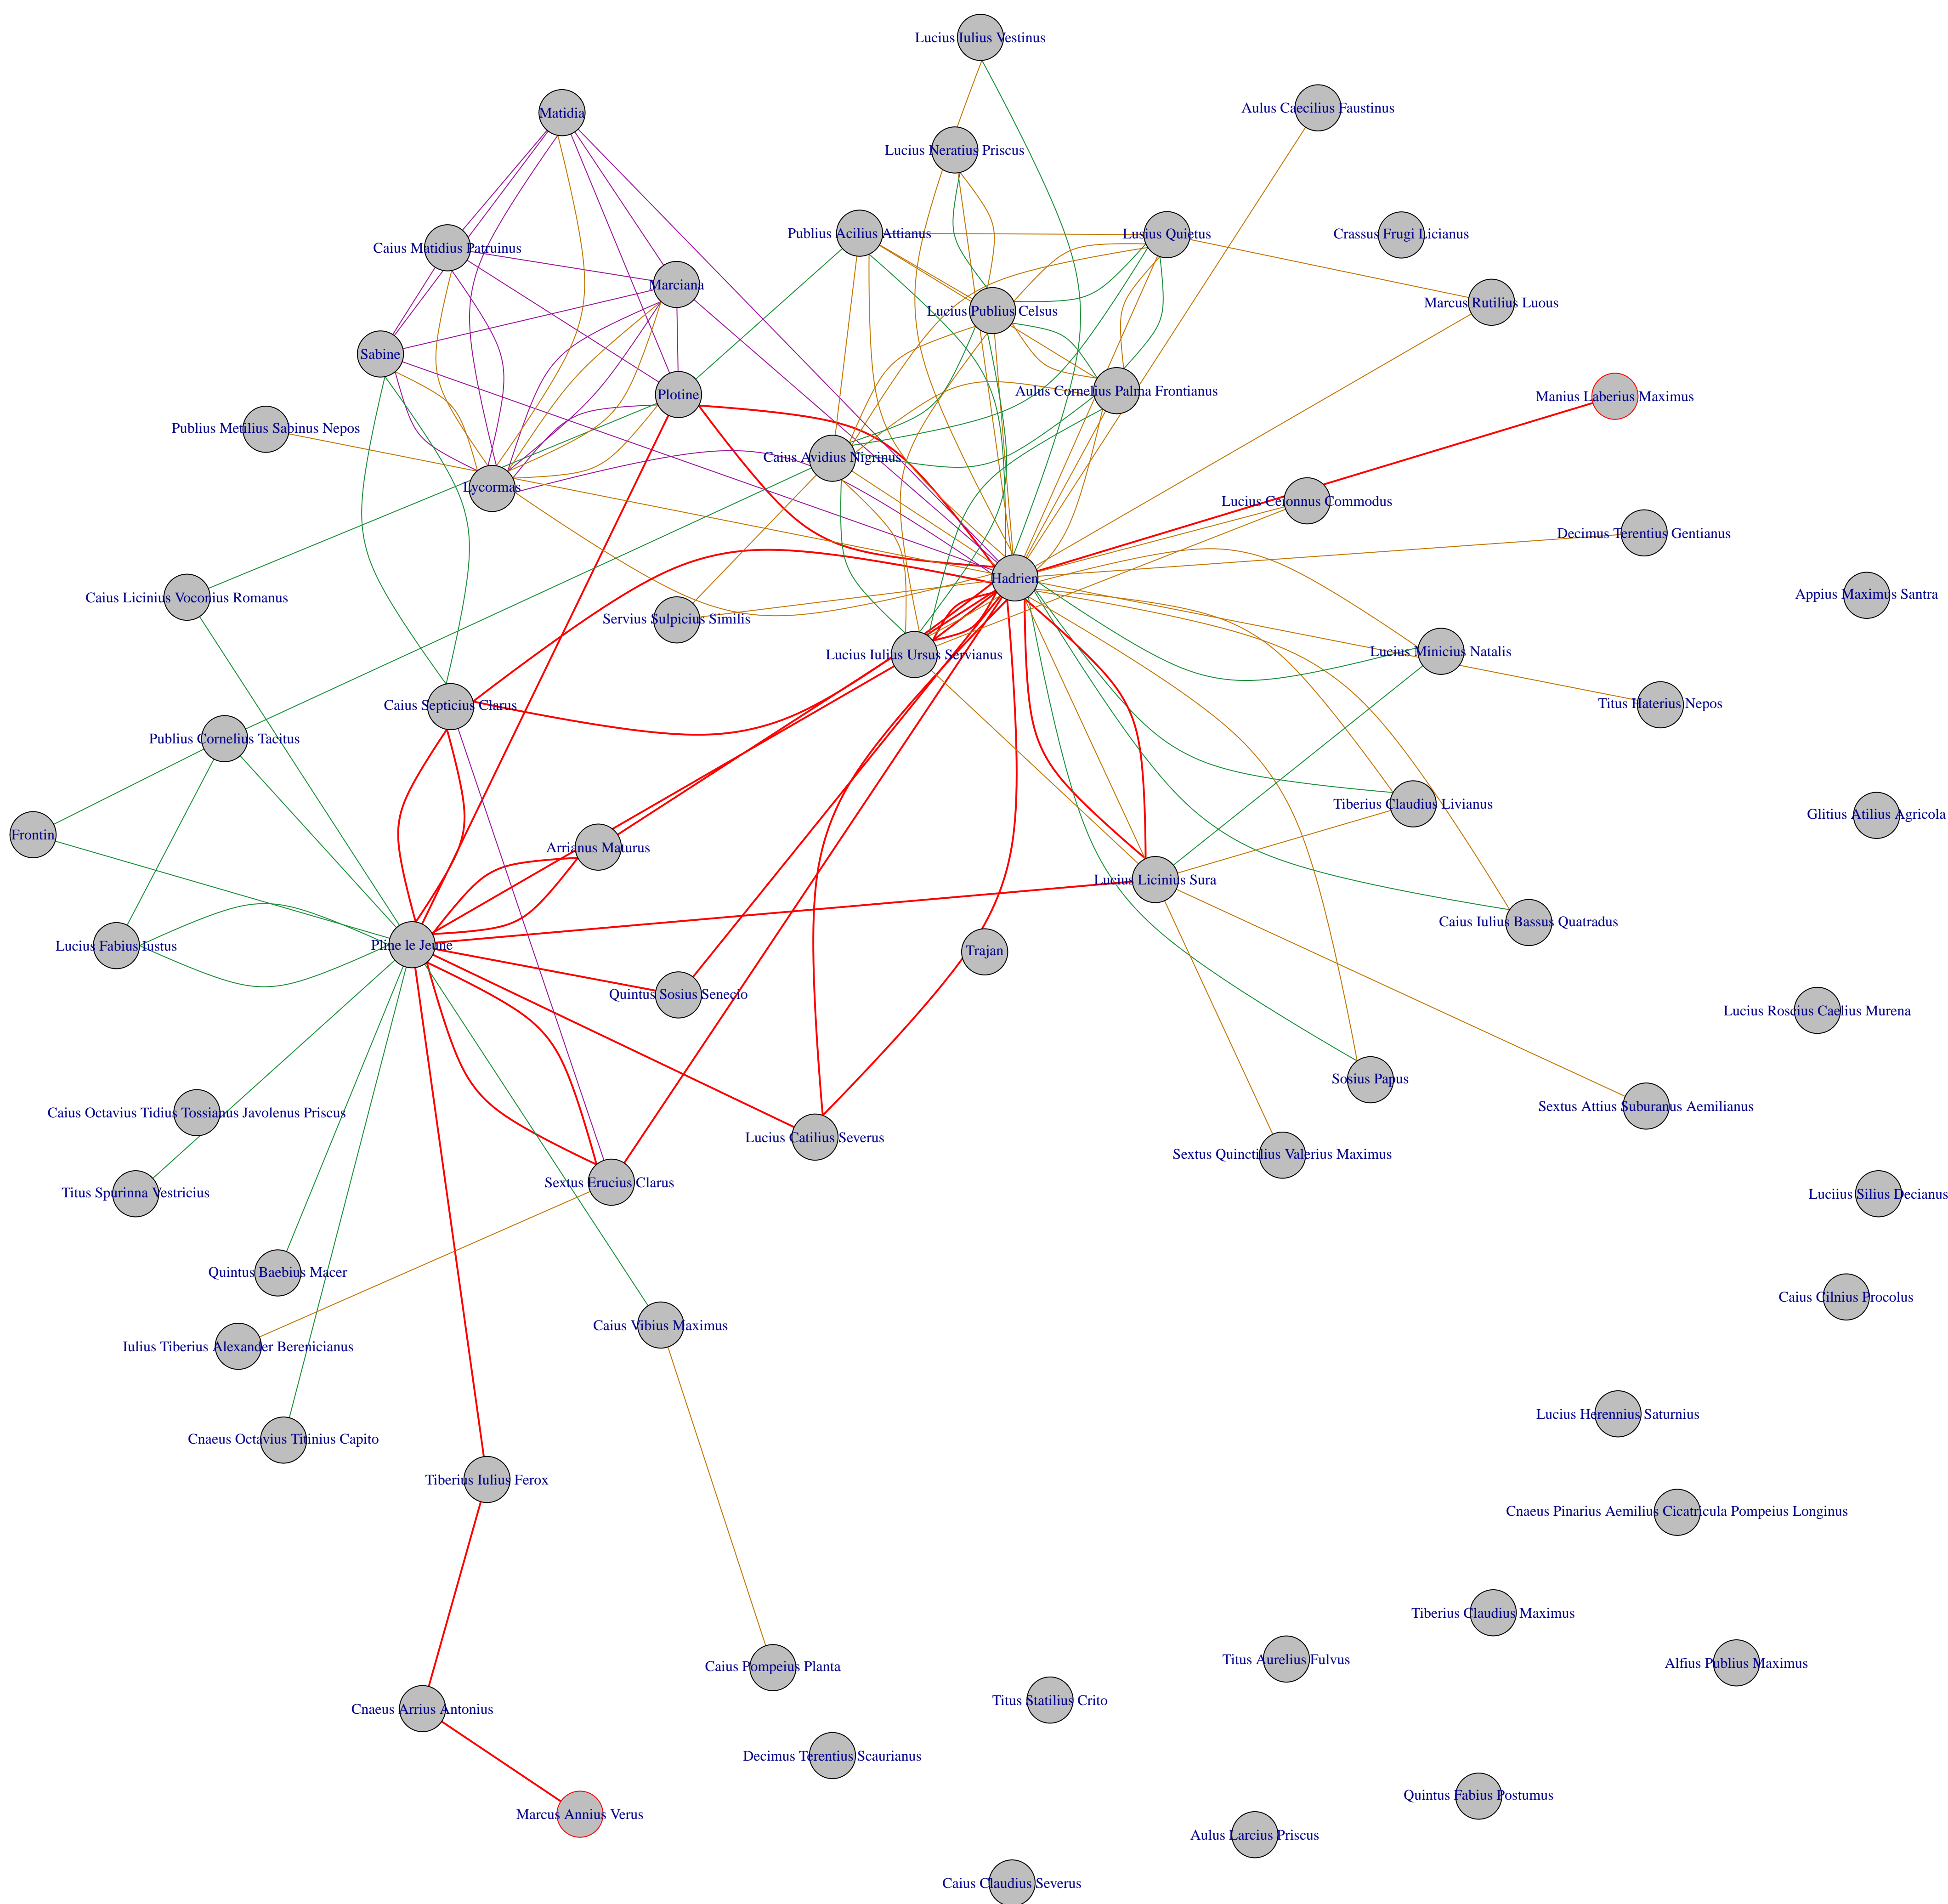 Lucius Iulius Vestinus
Aulus Caecilius Faustinus
Matidia
Lucius Neratius Priscus
Publius Acilius Attianus
Lusius Quietus
Crassus Frugi Licianus
Caius Matidius Patruinus
Marciana
Marcus Rutilius Luous
Lucius Publius Celsus
Sabine
Plotine
Aulus Cornelius Palma Frontianus
Manius Laberius Maximus
Publius Metilius Sabinus Nepos
Caius Avidius Nigrinus
Lycormas
Lucius Ceionnus Commodus
Decimus Terentius Gentianus
Hadrien
Caius Licinius Voconius Romanus
Appius Maximus Santra
Servius Sulpicius Similis
Lucius Iulius Ursus Servianus
Lucius Minicius Natalis
Caius Septicius Clarus
Titus Haterius Nepos
Publius Cornelius Tacitus
Tiberius Claudius Livianus
Glitius Atilius Agricola
Frontin
Arrianus Maturus
Lucius Licinius Sura
Caius Iulius Bassus Quatradus
Lucius Fabius Iustus
Pline le Jeune
Trajan
Quintus Sosius Senecio
Lucius Roscius Caelius Murena
Sosius Papus
Sextus Attius Suburanus Aemilianus
Caius Octavius Tidius Tossianus Javolenus Priscus
Lucius Catilius Severus
Sextus Quinctilius Valerius Maximus
Sextus Erucius Clarus
Titus Spurinna Vestricius
Luciius Silius Decianus
Quintus Baebius Macer
Caius Cilnius Procolus
Caius Vibius Maximus
Iulius Tiberius Alexander Berenicianus
Lucius Herennius Saturnius
Cnaeus Octavius Titinius Capito
Tiberius Iulius Ferox
Cnaeus Pinarius Aemilius Cicatricula Pompeius Longinus
Tiberius Claudius Maximus
Titus Aurelius Fulvus
Alfius Publius Maximus
Caius Pompeius Planta
Titus Statilius Crito
Cnaeus Arrius Antonius
Decimus Terentius Scaurianus
Quintus Fabius Postumus
Marcus Annius Verus
Aulus Larcius Priscus
Caius Claudius Severus